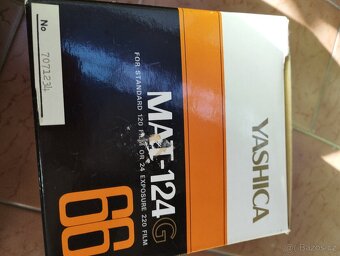 YASHICA
MAT-124G
FOR STANDARD 120 FILM OR 24 EXPOSURE 220 FILM
66
No 7071234